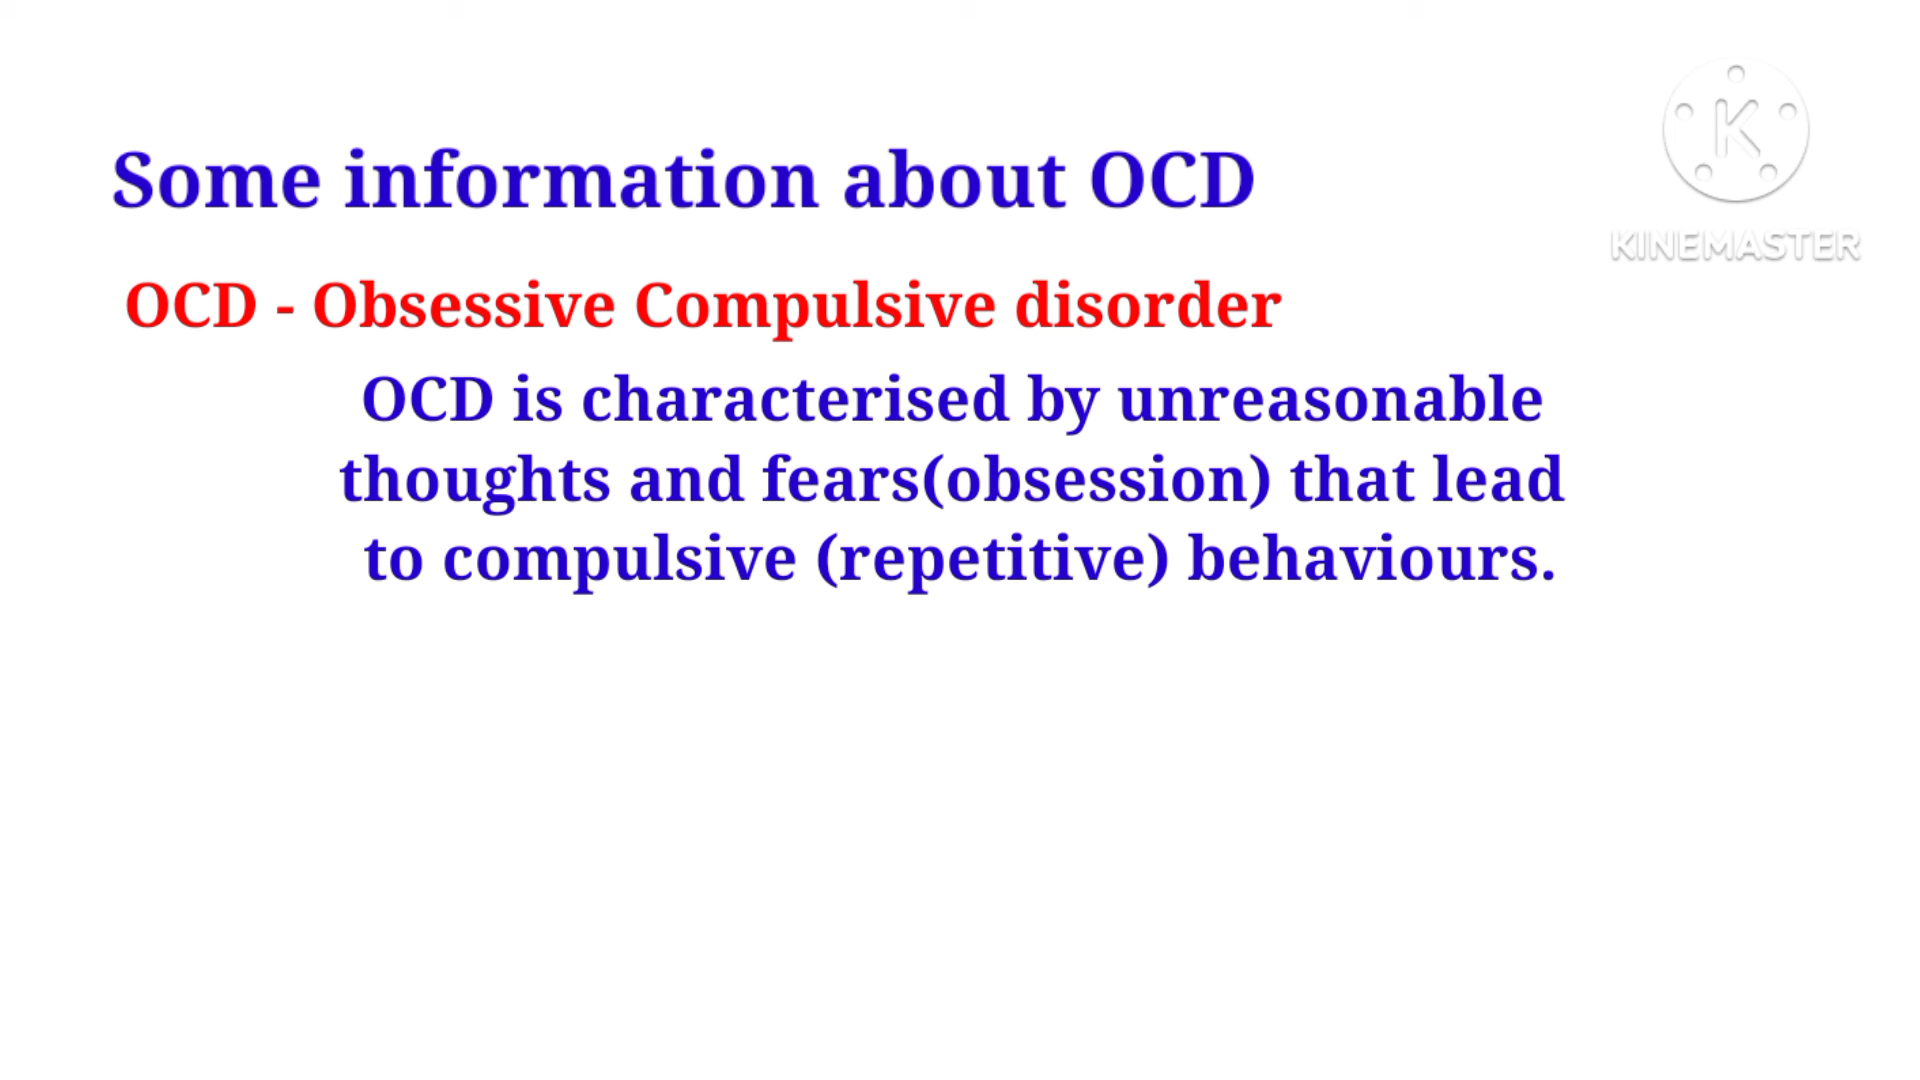 Some information about OCD
K
KINEMASTER
OCD - Obsessive Compulsive disorder
OCD is characterised by unreasonable
thoughts and fears(obsession) that lead
to compulsive (repetitive) behaviours.